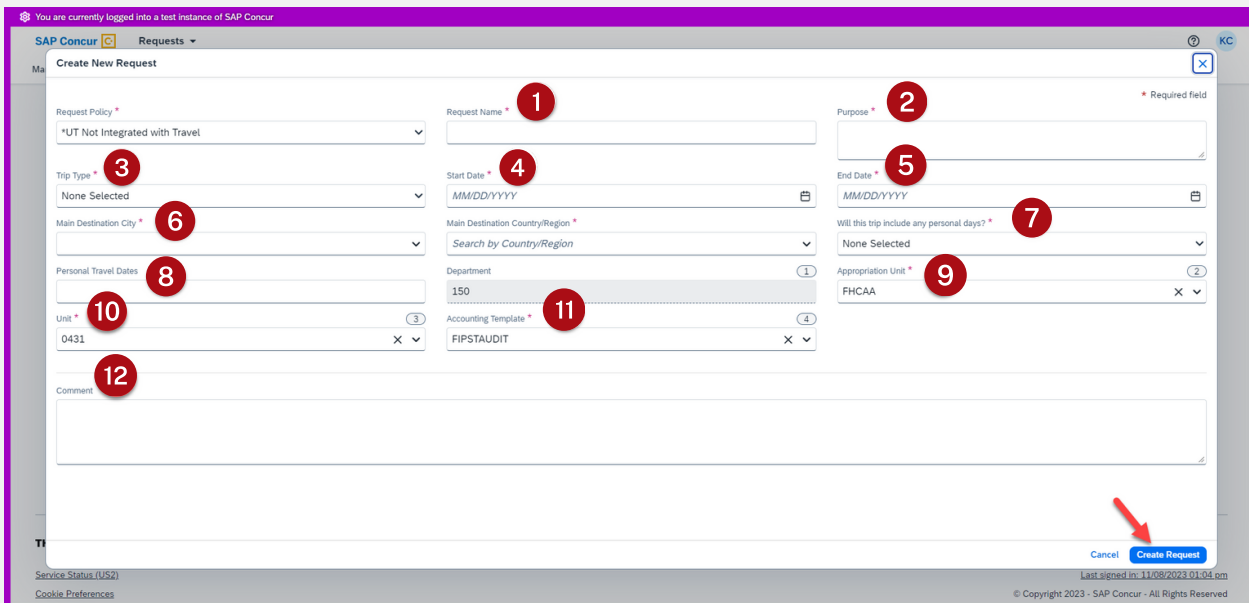 You are currently logged into a test instance of SAP Concur
SAP Concur C Requests KC
Ma
Create New Request
* Required field
Request Policy * Request Name * 1 Purpose * 2
*UT Not Integrated with Travel
Trip Type * 3 Start Date * 4 End Date * 5
None Selected MM/DD/YYYY MM/DD/YYYY
Main Destination City * 6 Main Destination Country/Region * Will this trip include any personal days? * 7
Search by Country/Region None Selected
Personal Travel Dates 8 Department 1 Appropriation Unit * 9 2
150 FHCAA
Unit * 10 3 Accounting Template * 11 4
0431 FIPSTAUDIT
Comment 12
Cancel Create Request
Service Status (US2) Last signed in: 11/08/2023 01:04 pm
Cookie Preferences © Copyright 2023 - SAP Concur - All Rights Reserved